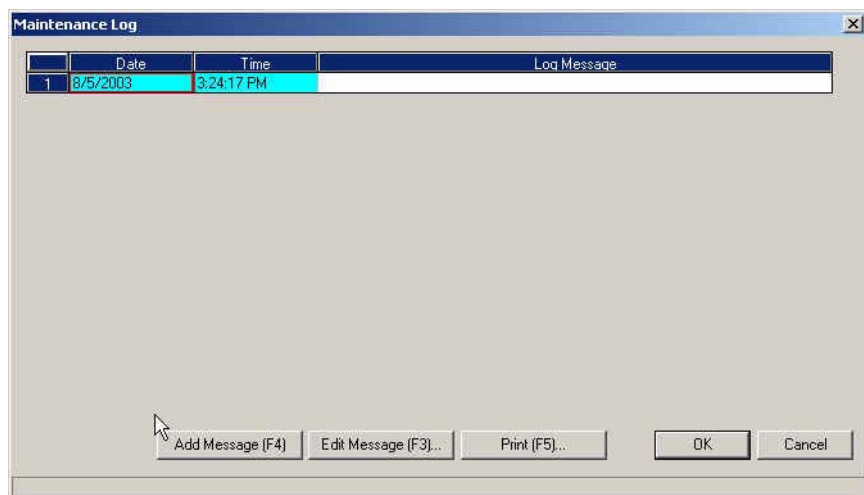 Maintenance Log
Date Time Log Message
1 8/5/2003 3:24:17 PM
Add Message (F4) Edit Message (F3)... Print (F5)... OK Cancel